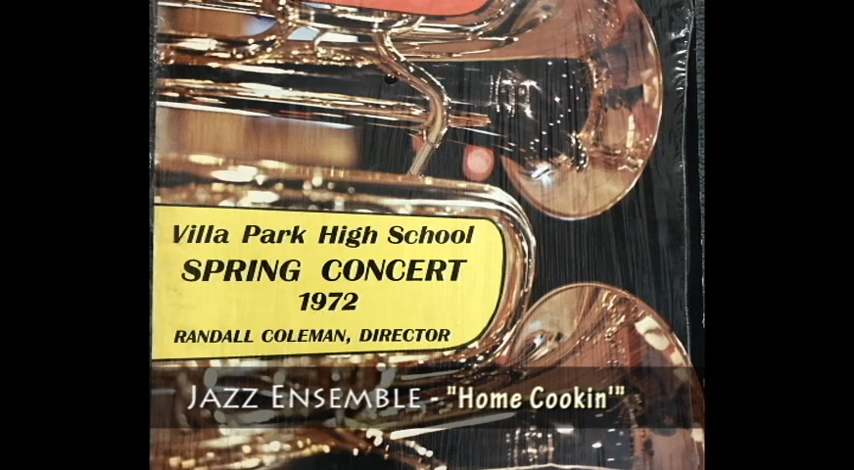 Villa Park High School
SPRING CONCERT
1972
RANDALL COLEMAN, DIRECTOR
JAZZ ENSEMBLE - "Home Cookin'"